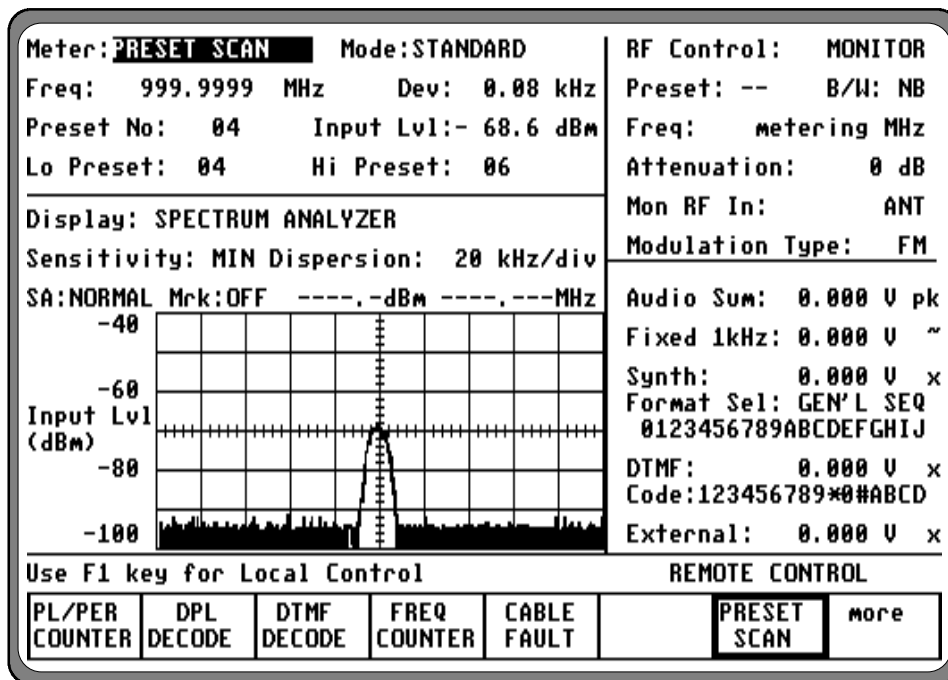 Meter:PRESET SCAN Mode:STANDARD
Freq: 999.9999 MHz Dev: 0.08 kHz
Preset No: 04 Input Lvl:- 68.6 dBm
Lo Preset: 04 Hi Preset: 06
Display: SPECTRUM ANALYZER
Sensitivity: MIN Dispersion: 20 kHz/div
SA:NORMAL Mrk:OFF ----.-dBm ----.---MHz
-40
-60
Input Lvl
(dBm)
-80
-100
RF Control: MONITOR
Preset: -- B/W: NB
Freq: metering MHz
Attenuation: 0 dB
Mon RF In: ANT
Modulation Type: FM
Audio Sum: 0.000 V pk
Fixed 1kHz: 0.000 V ~
Synth: 0.000 V x
Format Sel: GEN'L SEQ
0123456789ABCDEFGHIJ
DTMF: 0.000 V x
Code:123456789*0#ABCD
External: 0.000 V x
Use F1 key for Local Control REMOTE CONTROL
PL/PER COUNTER
DPL DECODE
DTMF DECODE
FREQ COUNTER
CABLE FAULT
PRESET SCAN
more